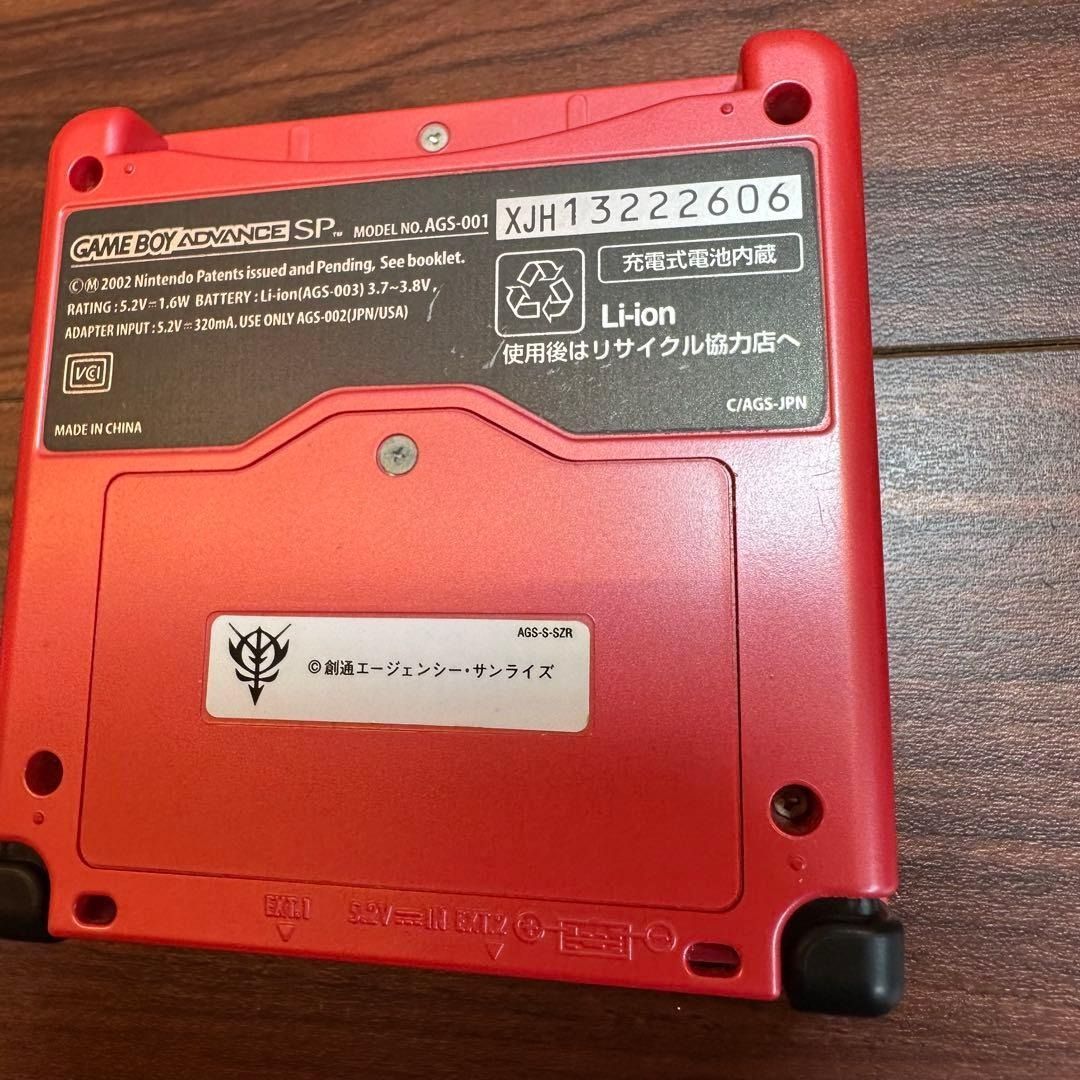 GAME BOY ADVANCE SP™ MODEL NO. AGS-001 XJH13222606
©Ⓜ 2002 Nintendo Patents issued and Pending, See booklet.
RATING : 5.2V⎓1.6W BATTERY : Li-ion(AGS-003) 3.7~3.8V,
ADAPTER INPUT : 5.2V⎓320mA, USE ONLY AGS-002(JPN/USA)
VCCI
MADE IN CHINA
充電式電池内蔵
Li-ion
使用後はリサイクル協力店へ
C/AGS-JPN
AGS-S-SZR
©創通エージェンシー・サンライズ
EXT.1 5.2V⎓IN EXT.2